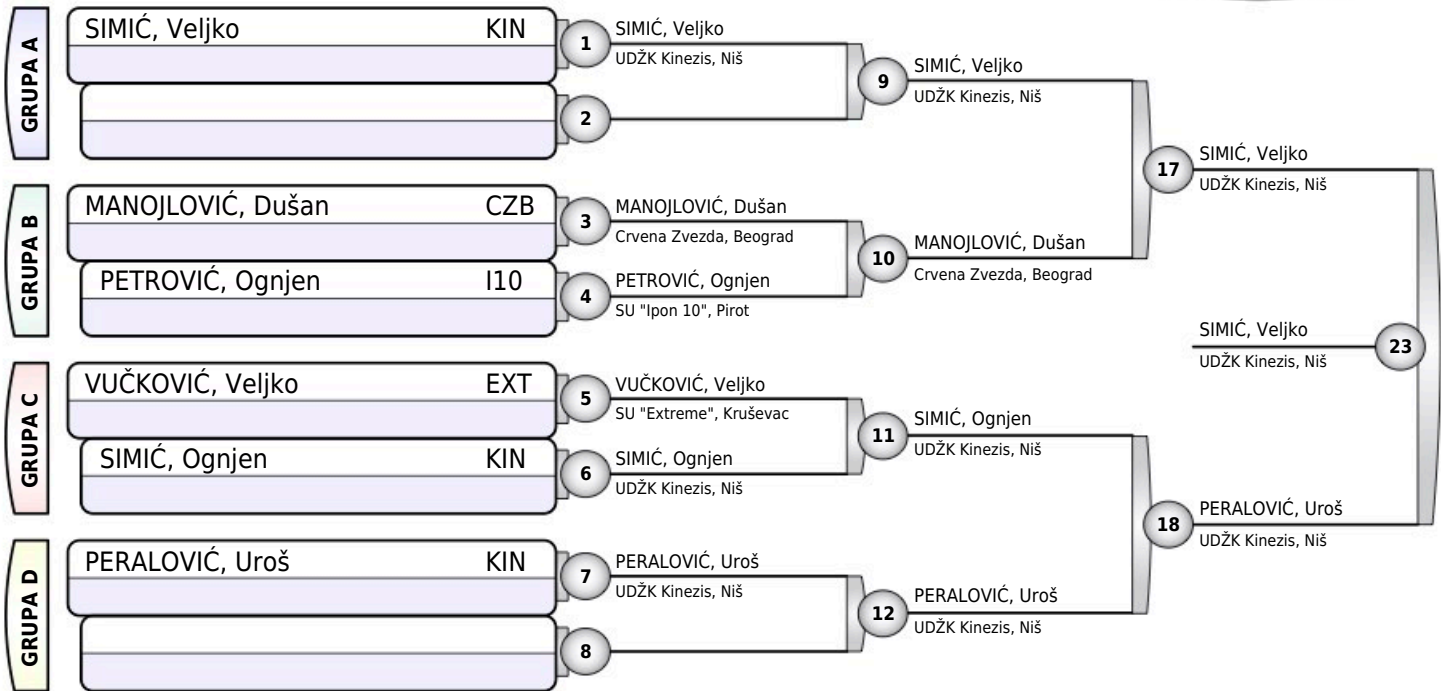 GRUPA A
SIMIĆ, Veljko KIN
1
SIMIĆ, Veljko
UDŽK Kinezis, Niš
2
9
SIMIĆ, Veljko
UDŽK Kinezis, Niš
GRUPA B
MANOJLOVIĆ, Dušan CZB
3
MANOJLOVIĆ, Dušan
Crvena Zvezda, Beograd
PETROVIĆ, Ognjen I10
4
PETROVIĆ, Ognjen
SU "Ipon 10", Pirot
10
MANOJLOVIĆ, Dušan
Crvena Zvezda, Beograd
17
SIMIĆ, Veljko
UDŽK Kinezis, Niš
GRUPA C
VUČKOVIĆ, Veljko EXT
5
VUČKOVIĆ, Veljko
SU "Extreme", Kruševac
SIMIĆ, Ognjen KIN
6
SIMIĆ, Ognjen
UDŽK Kinezis, Niš
11
SIMIĆ, Ognjen
UDŽK Kinezis, Niš
GRUPA D
PERALOVIĆ, Uroš KIN
7
PERALOVIĆ, Uroš
UDŽK Kinezis, Niš
8
12
PERALOVIĆ, Uroš
UDŽK Kinezis, Niš
18
PERALOVIĆ, Uroš
UDŽK Kinezis, Niš
SIMIĆ, Veljko
UDŽK Kinezis, Niš
23